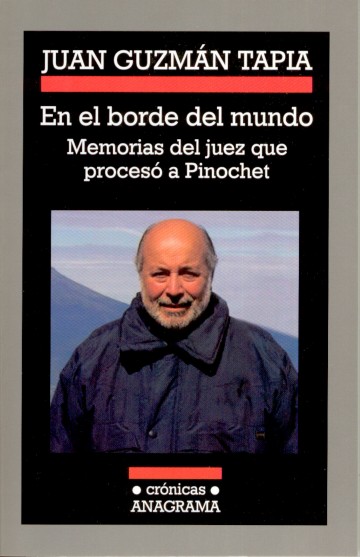 JUAN GUZMÁN TAPIA
En el borde del mundo
Memorias del juez que
procesó a Pinochet
• crónicas •
ANAGRAMA